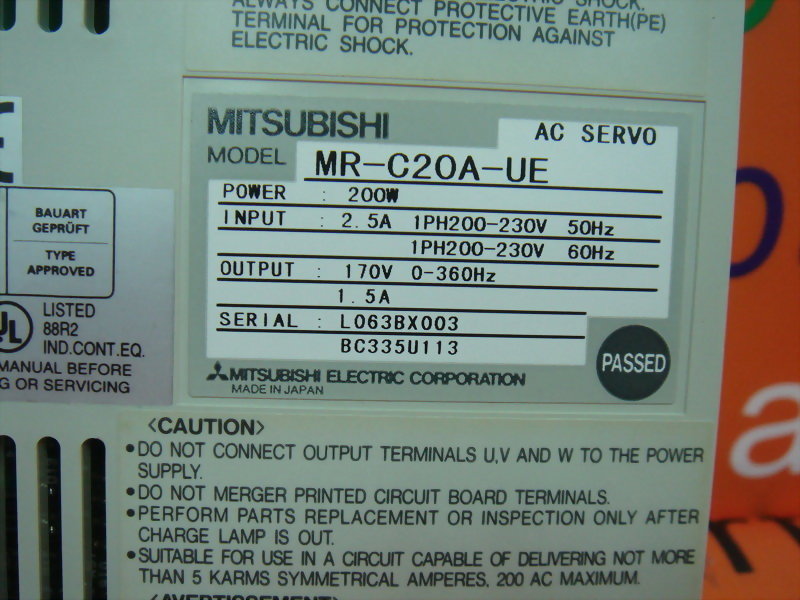 ALWAYS CONNECT PROTECTIVE EARTH(PE)
TERMINAL FOR PROTECTION AGAINST
ELECTRIC SHOCK.
MITSUBISHI
AC SERVO
MODEL MR-C20A-UE
POWER : 200W
INPUT : 2.5A 1PH200-230V 50Hz
1PH200-230V 60Hz
OUTPUT : 170V 0-360Hz
1.5A
SERIAL : L063BX003
BC335U113
PASSED
MITSUBISHI ELECTRIC CORPORATION
MADE IN JAPAN
BAUART
GEPRÜFT
TYPE
APPROVED
UL
LISTED
88R2
IND.CONT.EQ.
MANUAL BEFORE
OR SERVICING
<CAUTION>
•DO NOT CONNECT OUTPUT TERMINALS U,V AND W TO THE POWER
SUPPLY.
•DO NOT MERGER PRINTED CIRCUIT BOARD TERMINALS.
•PERFORM PARTS REPLACEMENT OR INSPECTION ONLY AFTER
CHARGE LAMP IS OUT.
•SUITABLE FOR USE IN A CIRCUIT CAPABLE OF DELIVERING NOT MORE
THAN 5 KARMS SYMMETRICAL AMPERES, 200 AC MAXIMUM.
<AVERTISSEMENT>